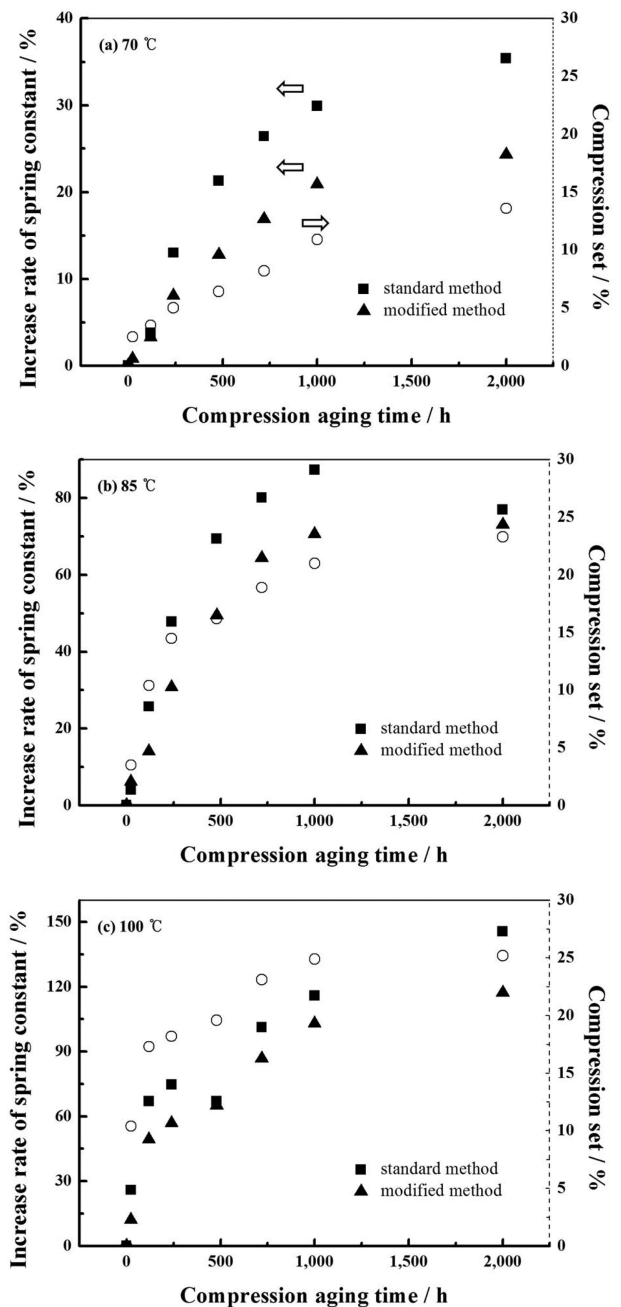 40
30
20
10
0
30
25
20
15
10
5
0
(a) 70 ℃
standard method
modified method
0
500
1,000
1,500
2,000
Increase rate of spring constant / %
Compression set / %
Compression aging time / h
80
60
40
20
0
30
25
20
15
10
5
0
(b) 85 ℃
standard method
modified method
0
500
1,000
1,500
2,000
Increase rate of spring constant / %
Compression set / %
Compression aging time / h
150
120
90
60
30
0
30
25
20
15
10
5
0
(c) 100 ℃
standard method
modified method
0
500
1,000
1,500
2,000
Increase rate of spring constant / %
Compression set / %
Compression aging time / h